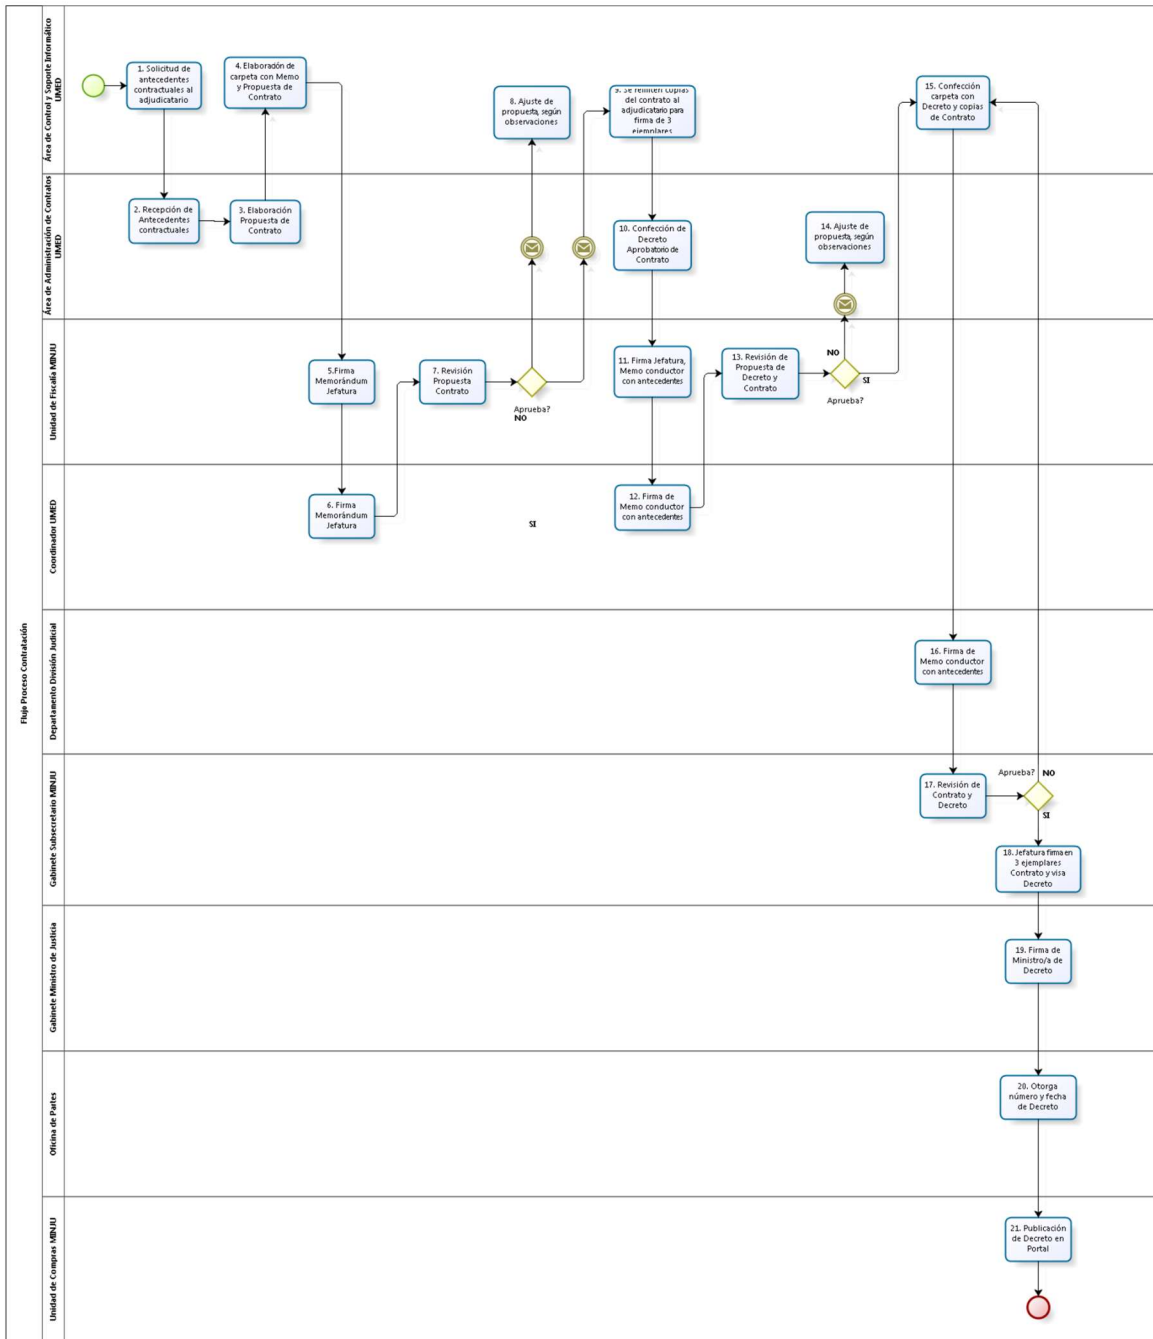 Flujo Proceso Contratación
Área de Control y Soporte Informático
UMED
1. Solicitud de
antecedentes
contractuales al
adjudicatario
4. Elaboración de
carpeta con Memo
y Propuesta de
Contrato
8. Ajuste de
propuesta, según
observaciones
9. Se remiten copias
del contrato al
adjudicatario para
firma de 3
ejemplares
15. Confección
carpeta con
Decreto y copias
de Contrato
Área de Administración de Contratos
UMED
2. Recepción de
Antecedentes
contractuales
3. Elaboración
Propuesta de
Contrato
10. Confección de
Decreto
Aprobatorio de
Contrato
14. Ajuste de
propuesta, según
observaciones
Unidad de Fiscalía MINJU
5.Firma
Memorándum
Jefatura
7. Revisión
Propuesta
Contrato
Aprueba?
NO
11. Firma Jefatura,
Memo conductor
con antecedentes
13. Revisión de
Propuesta de
Decreto y
Contrato
NO
SI
Aprueba?
Coordinador UMED
6. Firma
Memorándum
Jefatura
SI
12. Firma de
Memo conductor
con antecedentes
Departamento División Judicial
16. Firma de
Memo conductor
con antecedentes
Gabinete Subsecretario MINJU
17. Revisión de
Contrato y
Decreto
Aprueba?
NO
SI
18. Jefatura firma en
3 ejemplares
Contrato y visa
Decreto
Gabinete Ministro de Justicia
19. Firma de
Ministro/a de
Decreto
Oficina de Partes
20. Otorga
número y fecha
de Decreto
Unidad de Compras MINJU
21. Publicación
de Decreto en
Portal